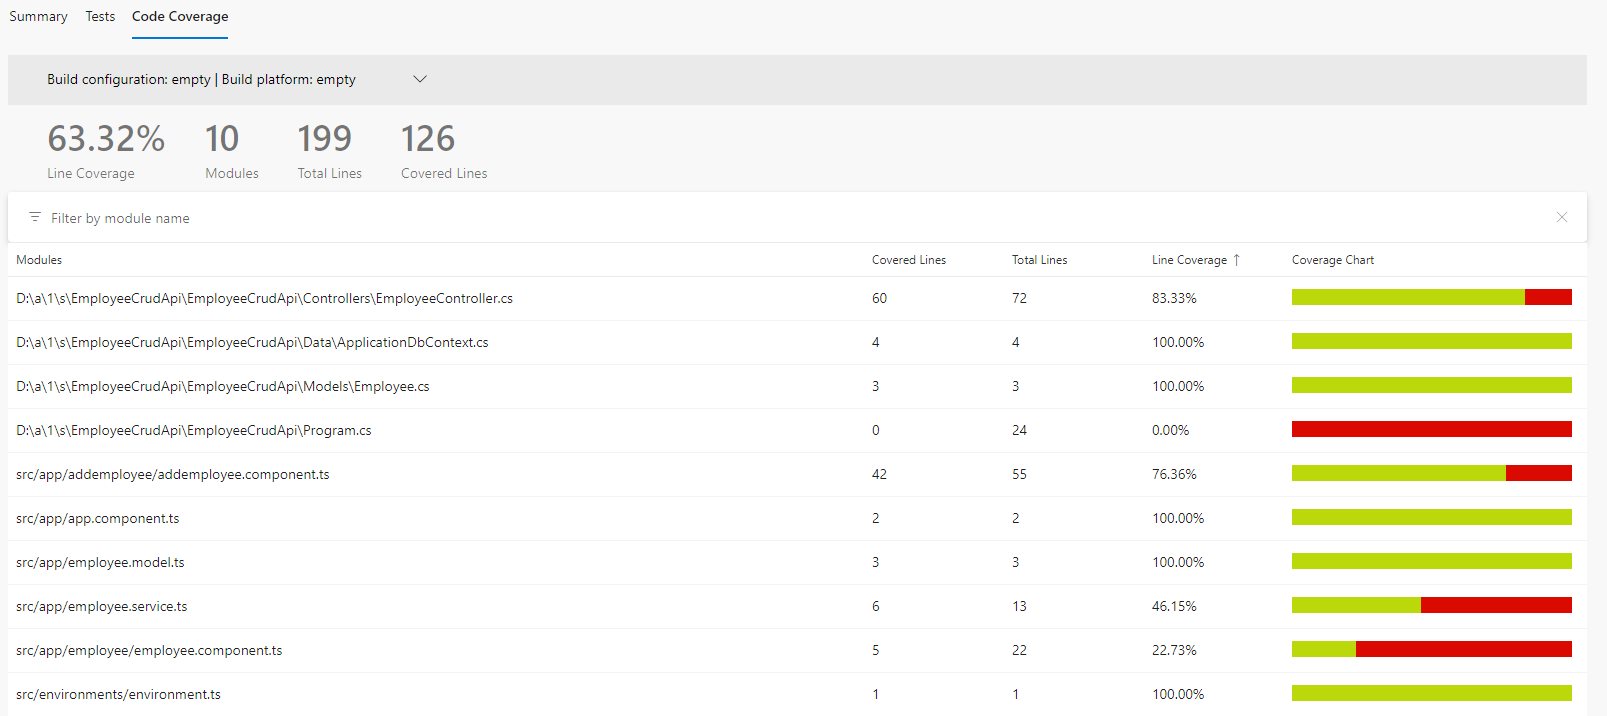 Summary Tests Code Coverage
Build configuration: empty | Build platform: empty
63.32% 10 199 126
Line Coverage Modules Total Lines Covered Lines
Filter by module name
Modules Covered Lines Total Lines Line Coverage ↑ Coverage Chart
D:\a\1\s\EmployeeCrudApi\EmployeeCrudApi\Controllers\EmployeeController.cs 60 72 83.33%
D:\a\1\s\EmployeeCrudApi\EmployeeCrudApi\Data\ApplicationDbContext.cs 4 4 100.00%
D:\a\1\s\EmployeeCrudApi\EmployeeCrudApi\Models\Employee.cs 3 3 100.00%
D:\a\1\s\EmployeeCrudApi\EmployeeCrudApi\Program.cs 0 24 0.00%
src/app/addemployee/addemployee.component.ts 42 55 76.36%
src/app/app.component.ts 2 2 100.00%
src/app/employee.model.ts 3 3 100.00%
src/app/employee.service.ts 6 13 46.15%
src/app/employee/employee.component.ts 5 22 22.73%
src/environments/environment.ts 1 1 100.00%